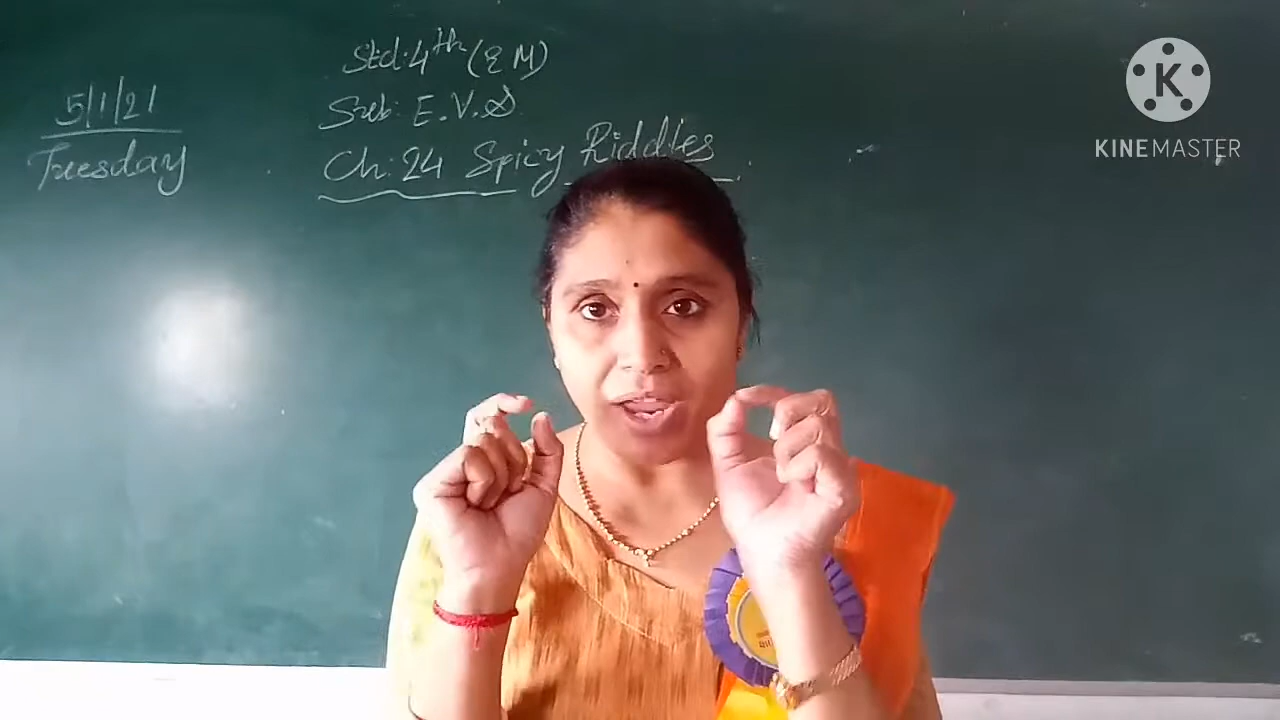 Std: 4th (E M)
5/1/21
Sub: E.V.S.
Tuesday
Ch: 24 Spicy Riddles.
K
KINEMASTER